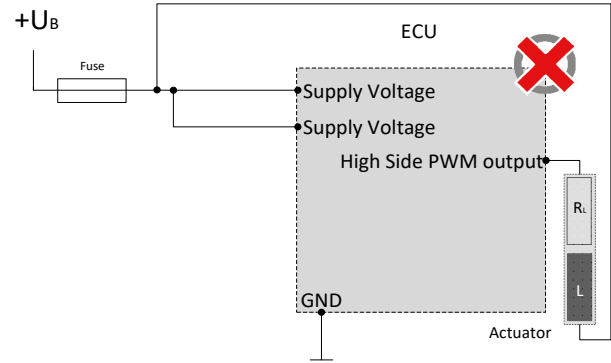 +UB
ECU
Fuse
Supply Voltage
Supply Voltage
High Side PWM output
RL
L
GND
Actuator